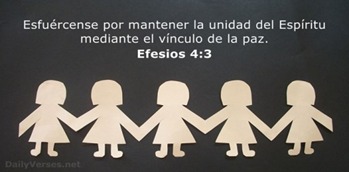 Esfuércense por mantener la unidad del Espíritu
mediante el vínculo de la paz.
Efesios 4:3
DailyVerses.net